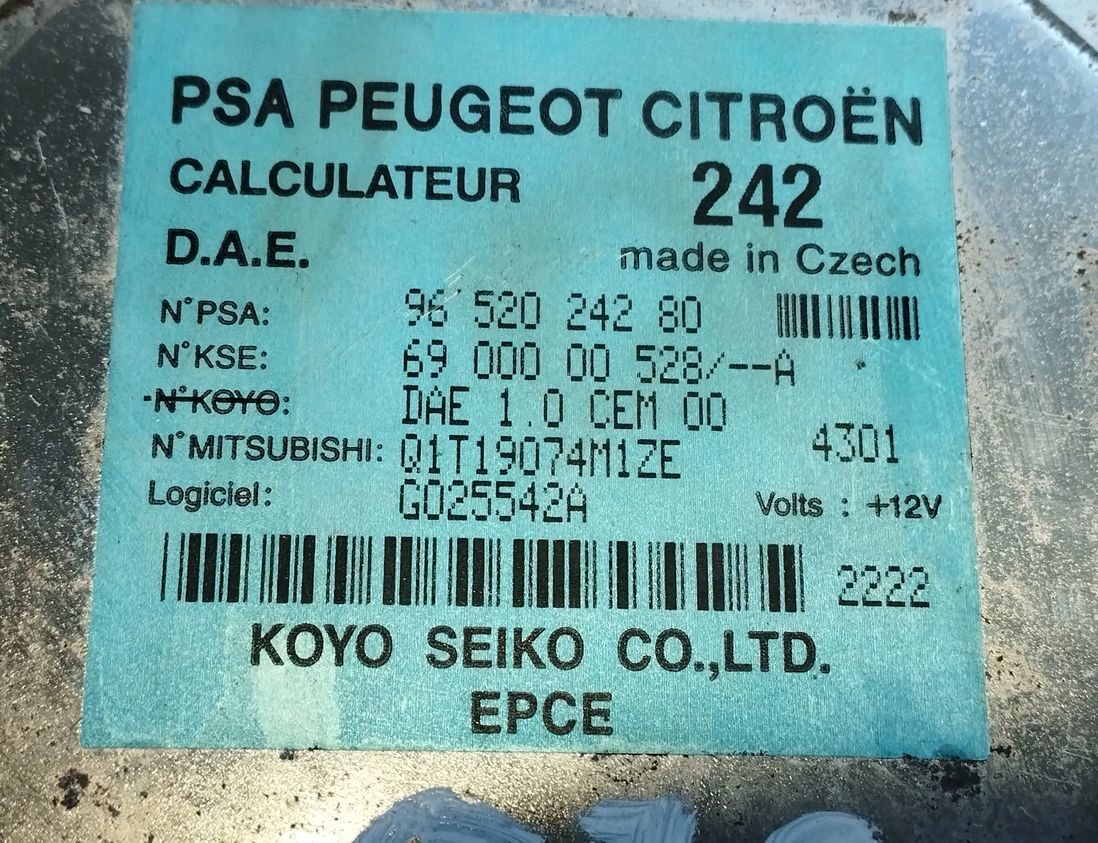 PSA PEUGEOT CITROËN
CALCULATEUR 242
D.A.E. made in Czech
N°PSA: 96 520 242 80
N°KSE: 69 000 00 528/--A
N°KOYO: DAE 1.0 CEM 00
N°MITSUBISHI: Q1T19074M1ZE 4301
Logiciel: G025542A Volts : +12V
2222
KOYO SEIKO CO.,LTD.
EPCE